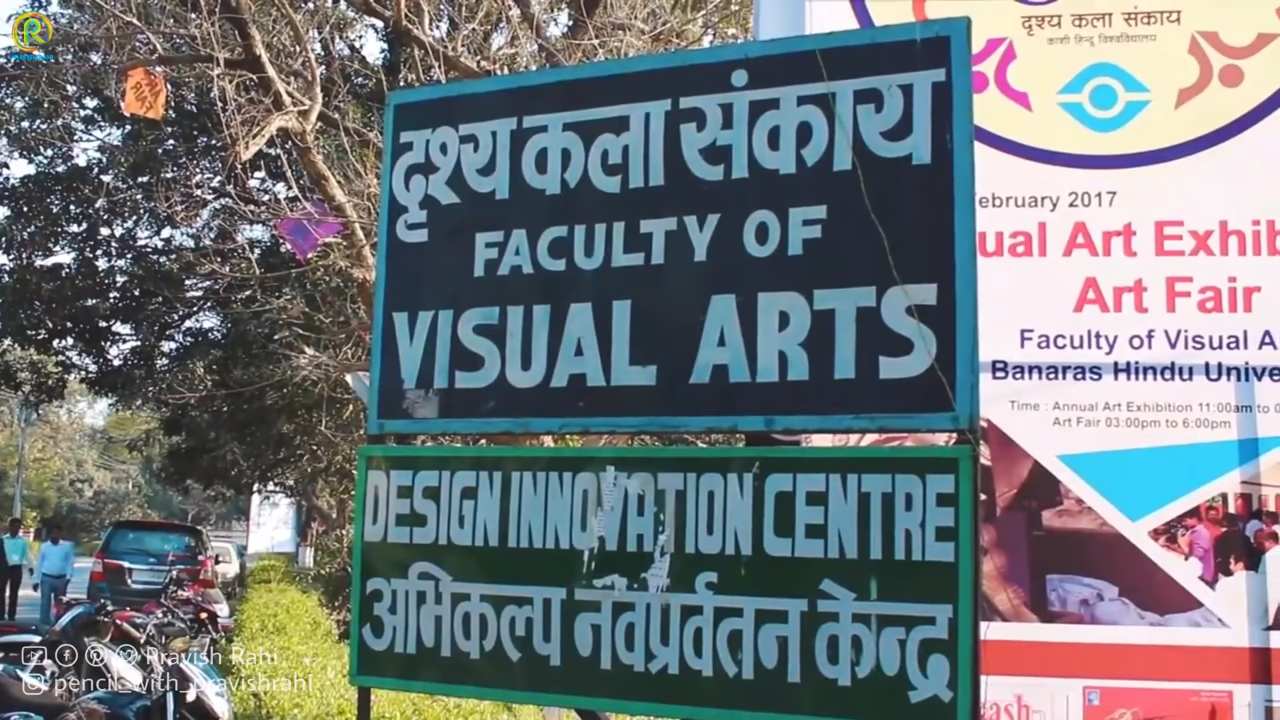 दृश्य कला संकाय
FACULTY OF
VISUAL ARTS
DESIGN INNOVATION CENTRE
अभिकल्प नवप्रर्वतन केन्द्र
दृश्य कला संकाय
काशी हिन्दू विश्वविद्यालय
ebruary 2017
ual Art Exhib
Art Fair
Faculty of Visual A
Banaras Hindu Unive
Time : Annual Art Exhibition 11:00am to
Art Fair 03:00pm to 6:00pm
Pravish Rahi
pencil_with_pravishrahi